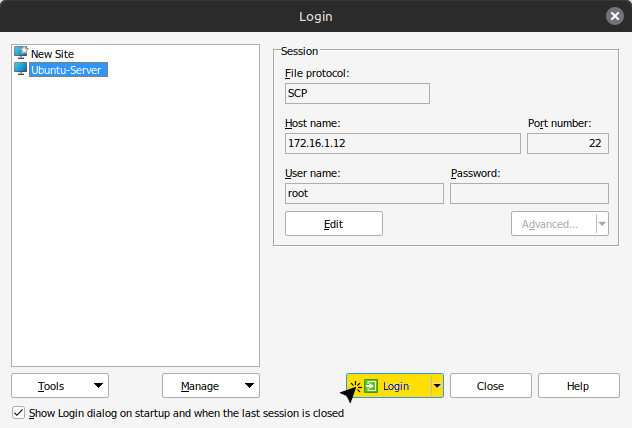 Login
New Site
Ubuntu-Server
Session
File protocol:
SCP
Host name:
Port number:
172.16.1.12
22
User name:
Password:
root
Edit
Advanced...
Tools
Manage
Login
Close
Help
Show Login dialog on startup and when the last session is closed